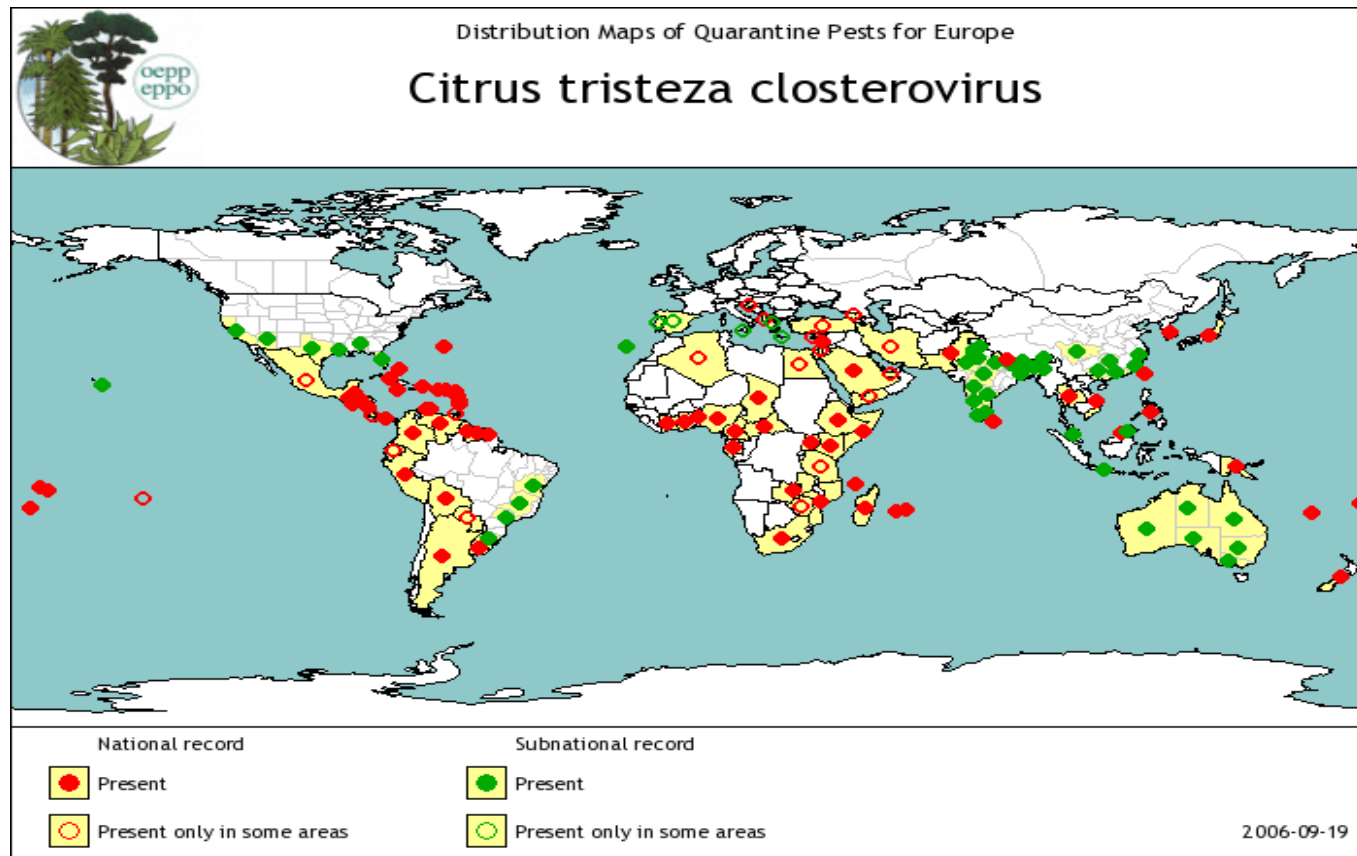 oepp
eppo
Distribution Maps of Quarantine Pests for Europe
Citrus tristeza closterovirus
National record
Subnational record
Present
Present
Present only in some areas
Present only in some areas
2006-09-19